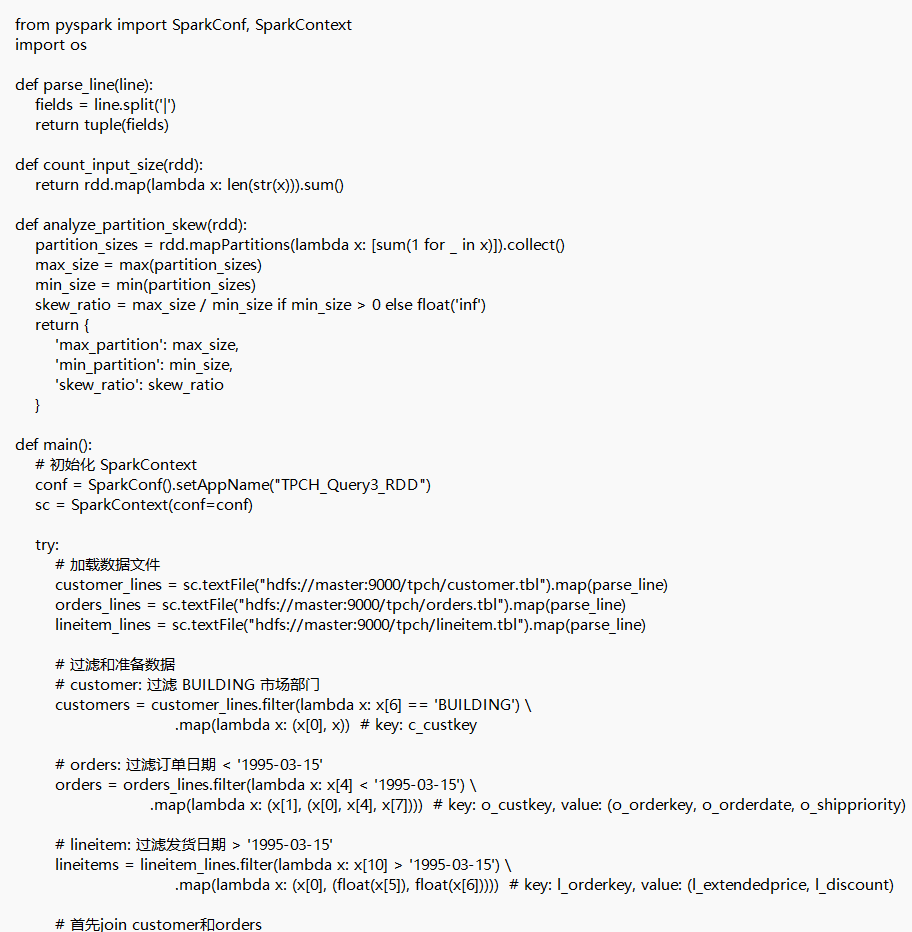 from pyspark import SparkConf, SparkContext
import os
def parse_line(line):
fields = line.split('|')
return tuple(fields)
def count_input_size(rdd):
return rdd.map(lambda x: len(str(x))).sum()
def analyze_partition_skew(rdd):
partition_sizes = rdd.mapPartitions(lambda x: [sum(1 for _ in x)]).collect()
max_size = max(partition_sizes)
min_size = min(partition_sizes)
skew_ratio = max_size / min_size if min_size > 0 else float('inf')
return {
'max_partition': max_size,
'min_partition': min_size,
'skew_ratio': skew_ratio
}
def main():
# 初始化 SparkContext
conf = SparkConf().setAppName("TPCH_Query3_RDD")
sc = SparkContext(conf=conf)
try:
# 加载数据文件
customer_lines = sc.textFile("hdfs://master:9000/tpch/customer.tbl").map(parse_line)
orders_lines = sc.textFile("hdfs://master:9000/tpch/orders.tbl").map(parse_line)
lineitem_lines = sc.textFile("hdfs://master:9000/tpch/lineitem.tbl").map(parse_line)
# 过滤和准备数据
# customer: 过滤 BUILDING 市场部门
customers = customer_lines.filter(lambda x: x[6] == 'BUILDING') \
.map(lambda x: (x[0], x)) # key: c_custkey
# orders: 过滤订单日期 < '1995-03-15'
orders = orders_lines.filter(lambda x: x[4] < '1995-03-15') \
.map(lambda x: (x[1], (x[0], x[4], x[7]))) # key: o_custkey, value: (o_orderkey, o_orderdate, o_shippriority)
# lineitem: 过滤发货日期 > '1995-03-15'
lineitems = lineitem_lines.filter(lambda x: x[10] > '1995-03-15') \
.map(lambda x: (x[0], (float(x[5]), float(x[6])))) # key: l_orderkey, value: (l_extendedprice, l_discount)
# 首先join customer和orders